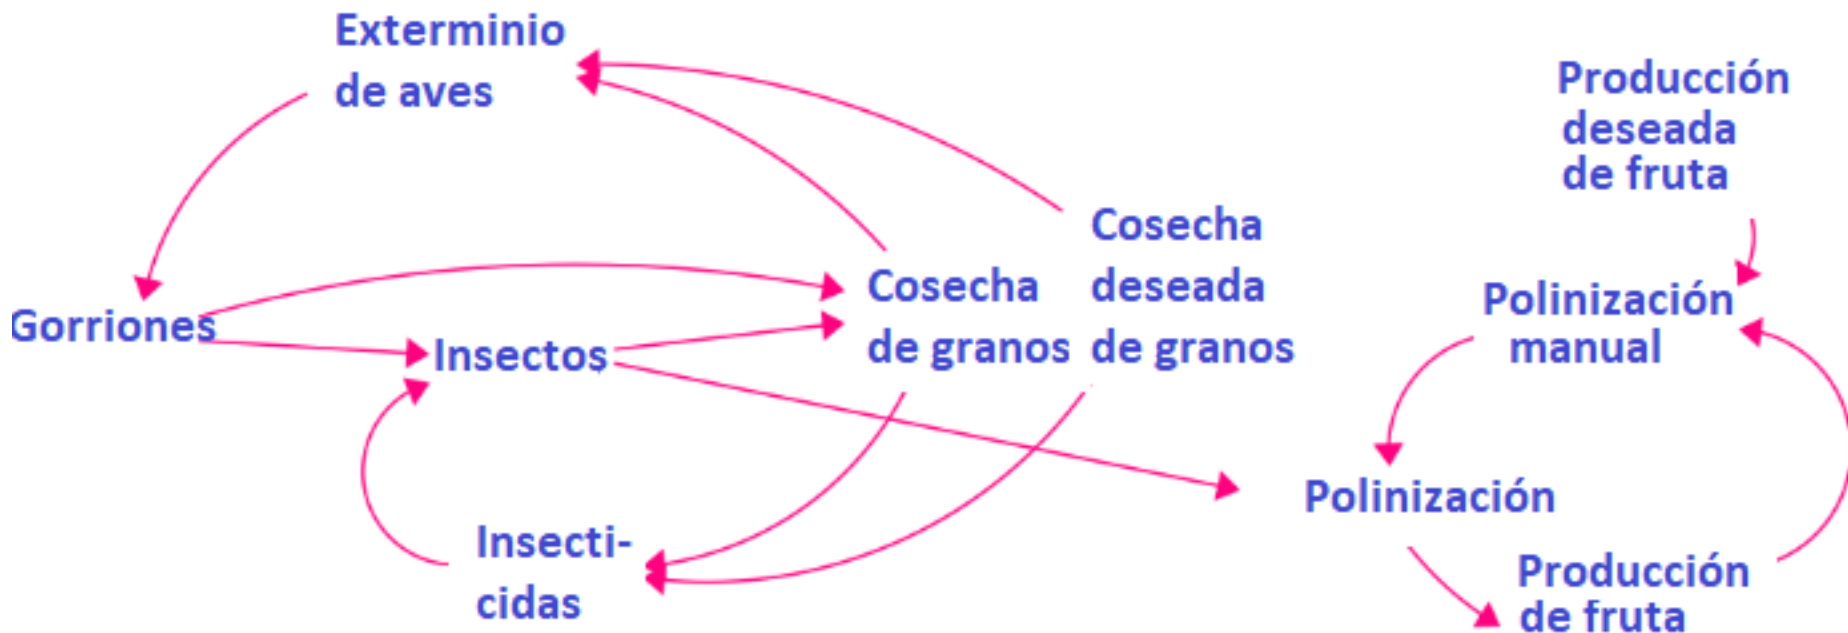 Exterminio
de aves
Producción
deseada
de fruta
Cosecha
deseada
de granos
Cosecha
de granos
Gorriones
Insectos
Polinización
manual
Polinización
Insecti-
cidas
Producción
de fruta